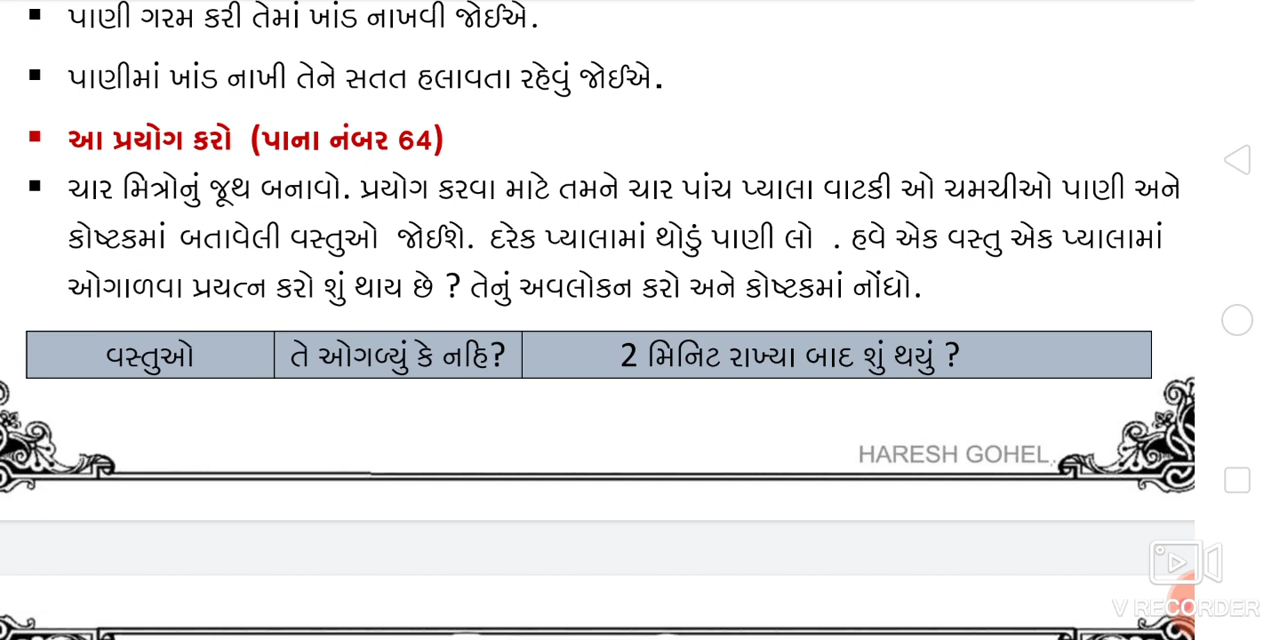 ▪ પાણી ગરમ કરી તેમાં ખાંડ નાખવી જોઈએ.
▪ પાણીમાં ખાંડ નાખી તેને સતત હલાવતા રહેવું જોઈએ.
▪ આ પ્રયોગ કરો (પાના નંબર 64)
▪ ચાર મિત્રોનું જૂથ બનાવો. પ્રયોગ કરવા માટે તમને ચાર પાંચ પ્યાલા વાટકી ઓ ચમચીઓ પાણી અને
કોષ્ટકમાં બતાવેલી વસ્તુઓ જોઈશે. દરેક પ્યાલામાં થોડું પાણી લો . હવે એક વસ્તુ એક પ્યાલામાં
ઓગાળવા પ્રયત્ન કરો શું થાય છે ? તેનું અવલોકન કરો અને કોષ્ટકમાં નોંધો.
વસ્તુઓ તે ઓગળ્યું કે નહિ? 2 મિનિટ રાખ્યા બાદ શું થયું ?
HARESH GOHEL
V RECORDER